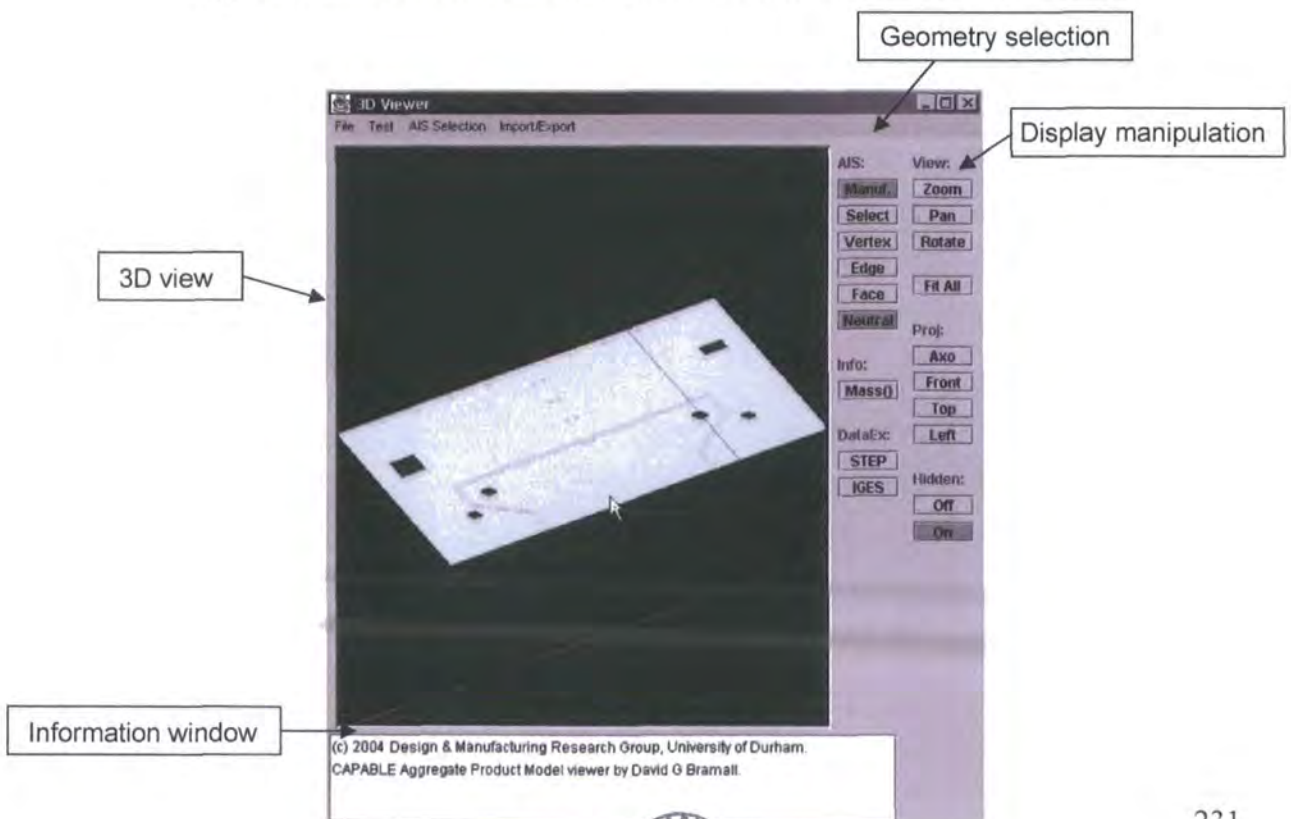 Geometry selection
Display manipulation
3D view
Information window
3D Viewer
File Test AIS Selection Import/Export
AIS:
Manuf.
Select
Vertex
Edge
Face
Neutral
Info:
Mass()
DataEx:
STEP
IGES
View:
Zoom
Pan
Rotate
Fit All
Proj:
Axo
Front
Top
Left
Hidden:
Off
On
(c) 2004 Design & Manufacturing Research Group, University of Durham.
CAPABLE Aggregate Product Model viewer by David G Bramall.
231